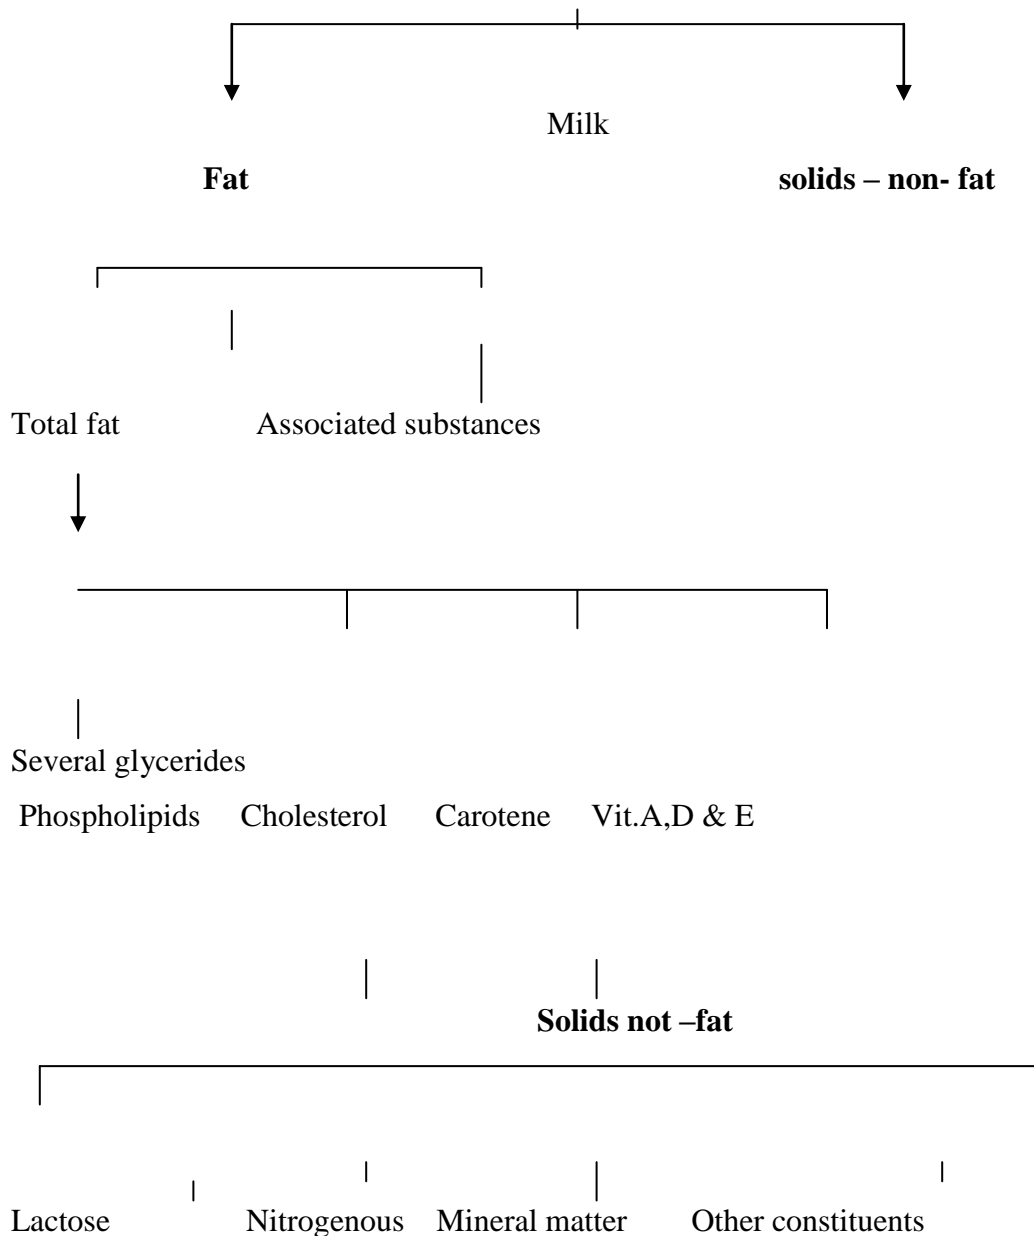 Milk
Fat solids – non- fat
Total fat Associated substances
Several glycerides
Phospholipids Cholesterol Carotene Vit.A,D & E
Solids not –fat
Lactose Nitrogenous Mineral matter Other constituents